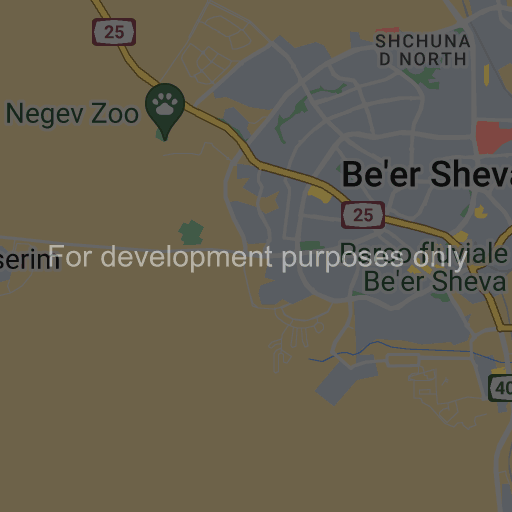 25
SHCHUNA
D NORTH
Negev Zoo
Be'er Sheva
25
serim
For development purposes only
Parco fluviale
Be'er Sheva
40